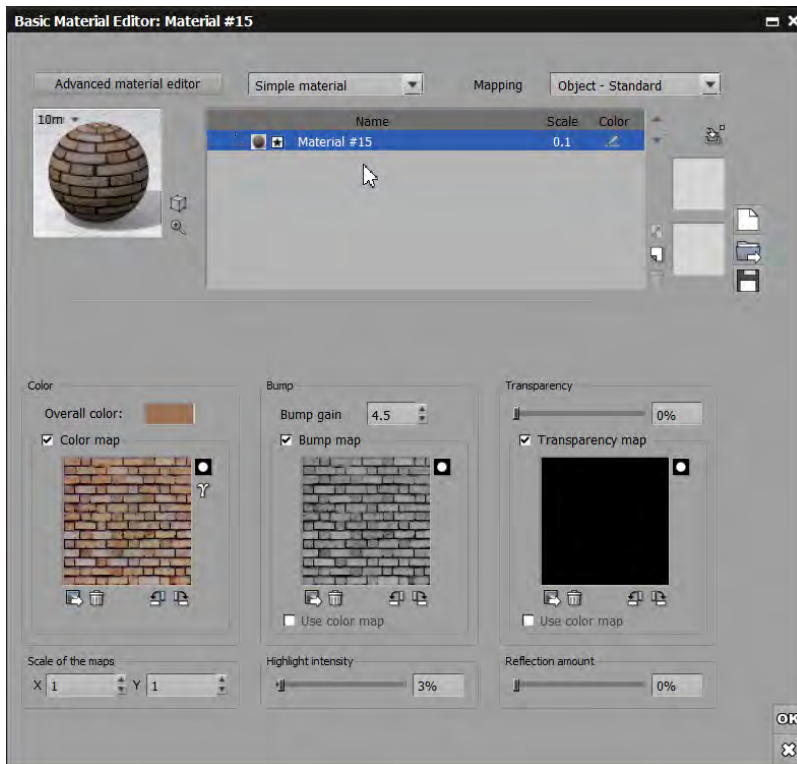 Basic Material Editor: Material #15
Advanced material editor Simple material Mapping Object - Standard
10m Name Scale Color
Material #15 0.1
Color Bump Transparency
Overall color: Bump gain 4.5 0%
Color map Bump map Transparency map
Use color map Use color map
Scale of the maps Highlight intensity Reflection amount
X 1 Y 1 3% 0%
OK